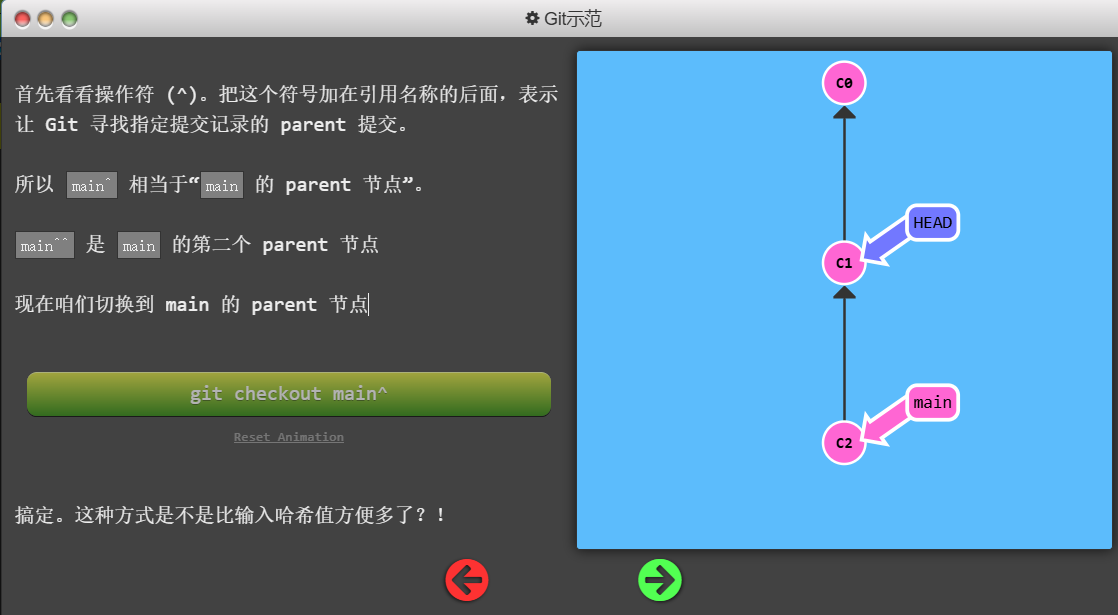 Git示范
首先看看操作符 (^)。把这个符号加在引用名称的后面，表示
让 Git 寻找指定提交记录的 parent 提交。
所以 main^ 相当于“main 的 parent 节点”。
main^^ 是 main 的第二个 parent 节点
现在咱们切换到 main 的 parent 节点
git checkout main^
Reset Animation
搞定。这种方式是不是比输入哈希值方便多了？！
C0
HEAD
C1
main
C2